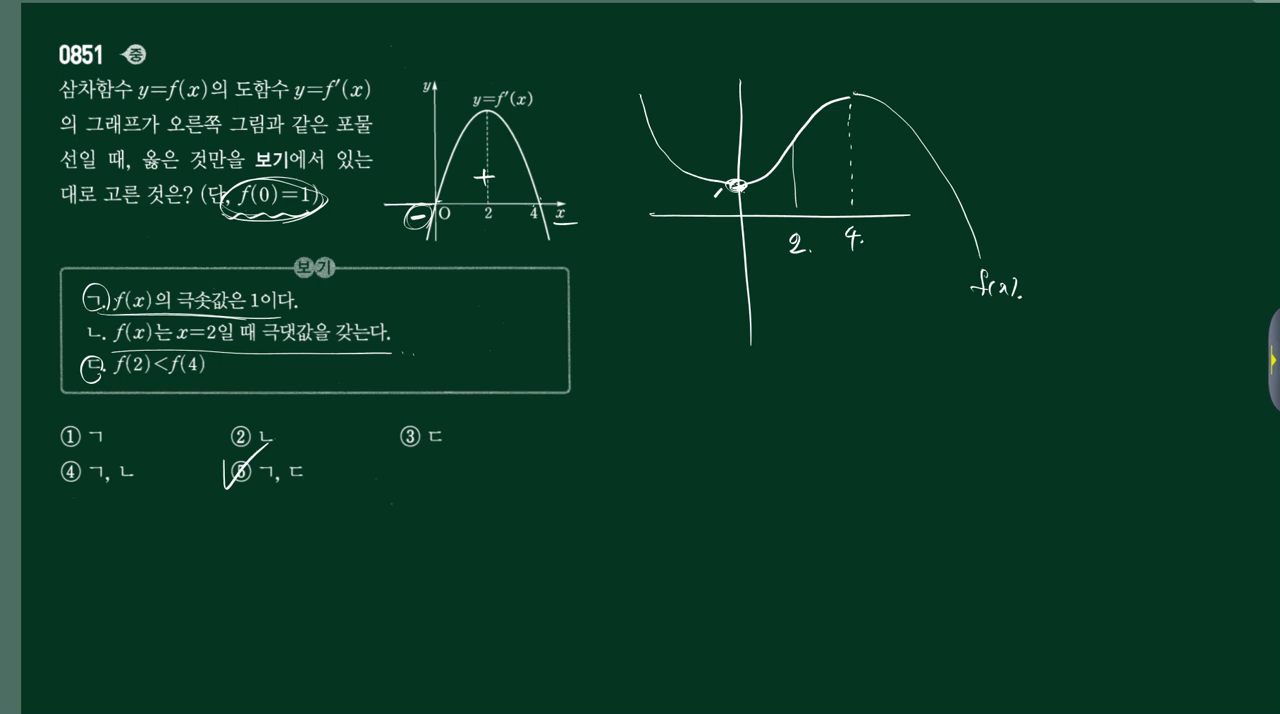 0851 중
삼차함수 y=f(x)의 도함수 y=f′(x)
의 그래프가 오른쪽 그림과 같은 포물
선일 때, 옳은 것만을 보기에서 있는
대로 고른 것은? (단, f(0)=1)
y
y=f′(x)
+
−
O 2 4 x
보기
ㄱ. f(x)의 극솟값은 1이다.
ㄴ. f(x)는 x=2일 때 극댓값을 갖는다.
ㄷ. f(2)<f(4)
① ㄱ ② ㄴ ③ ㄷ
④ ㄱ, ㄴ ⑤ ㄱ, ㄷ
2. 4.
f(x).